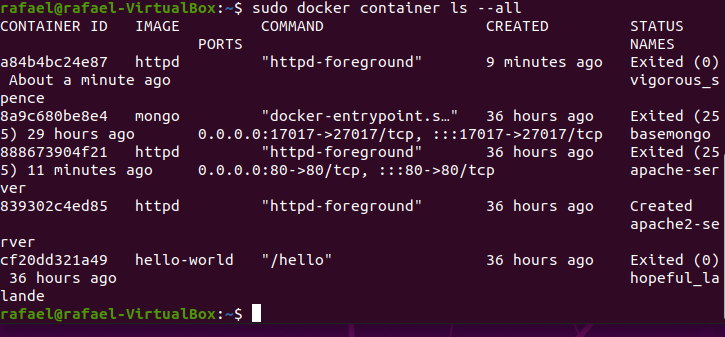 rafael@rafael-VirtualBox:~$ sudo docker container ls --all
CONTAINER ID   IMAGE         COMMAND                  CREATED         STATUS
                      PORTS                                           NAMES
a84b4bc24e87   httpd         "httpd-foreground"       9 minutes ago   Exited (0)
 About a minute ago                                                   vigorous_s
pence
8a9c680be8e4   mongo         "docker-entrypoint.s…"   36 hours ago    Exited (25
5) 29 hours ago       0.0.0.0:17017->27017/tcp, :::17017->27017/tcp   basemongo
888673904f21   httpd         "httpd-foreground"       36 hours ago    Exited (25
5) 11 minutes ago     0.0.0.0:80->80/tcp, :::80->80/tcp               apache-ser
ver
839302c4ed85   httpd         "httpd-foreground"       36 hours ago    Created
                                                                      apache2-se
rver
cf20dd321a49   hello-world   "/hello"                 36 hours ago    Exited (0)
 36 hours ago                                                         hopeful_la
lande
rafael@rafael-VirtualBox:~$